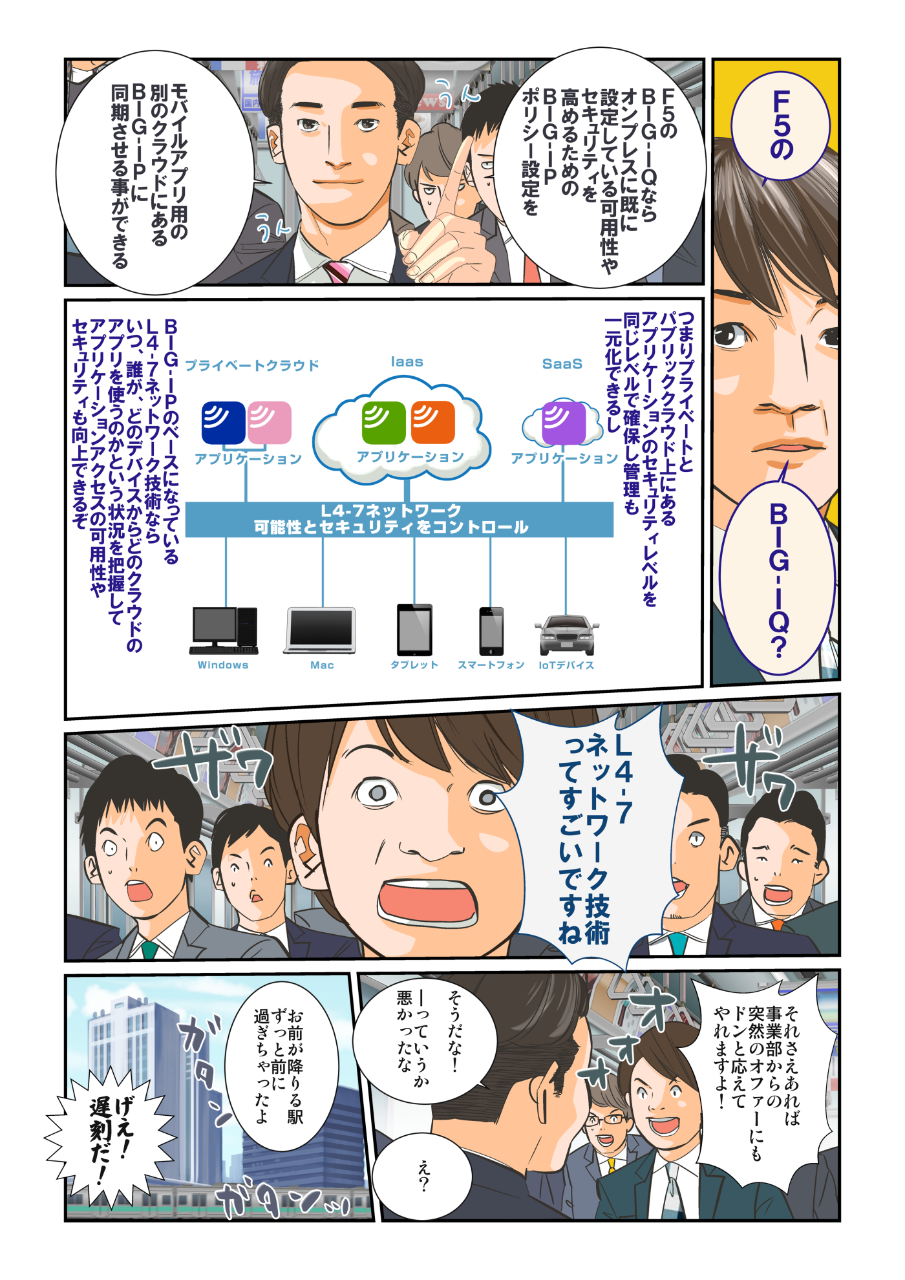 F5の
BIG-IQ?
F5の
BIG-IQなら
オンプレスに既に
設定している可用性や
セキュリティを
高めるための
BIG-IP
ポリシー設定を
うん
うん
モバイルアプリ用の
別のクラウドにある
BIG-IPに
同期させる事ができる
つまりプライベートと
パブリッククラウド上にある
アプリケーションのセキュリティレベルを
同じレベルで確保し管理も
一元化できるし
プライベートクラウド
Iaas
SaaS
アプリケーション
アプリケーション
アプリケーション
L4-7ネットワーク
可能性とセキュリティをコントロール
Windows
Mac
タブレット
スマートフォン
IoTデバイス
BIG-IPのベースになっている
L4-7ネットワーク技術なら
いつ、誰が、どのデバイスからどのクラウドの
アプリを使うのかという状況を把握して
アプリケーションアクセスの可用性や
セキュリティも向上できるぞ
ザワ
L4-7
ネットワーク技術
ってすごいですね
ザワ
それさえあれば
事業部からの
突然のオファーにも
ドンと応えて
やれますよ!
オオオ
そうだな!
―っていうか
悪かったな
え?
お前が降りる駅
ずっと前に
過ぎちゃったよ
ガタン
げえ!
遅刻だ!
ガタンッ